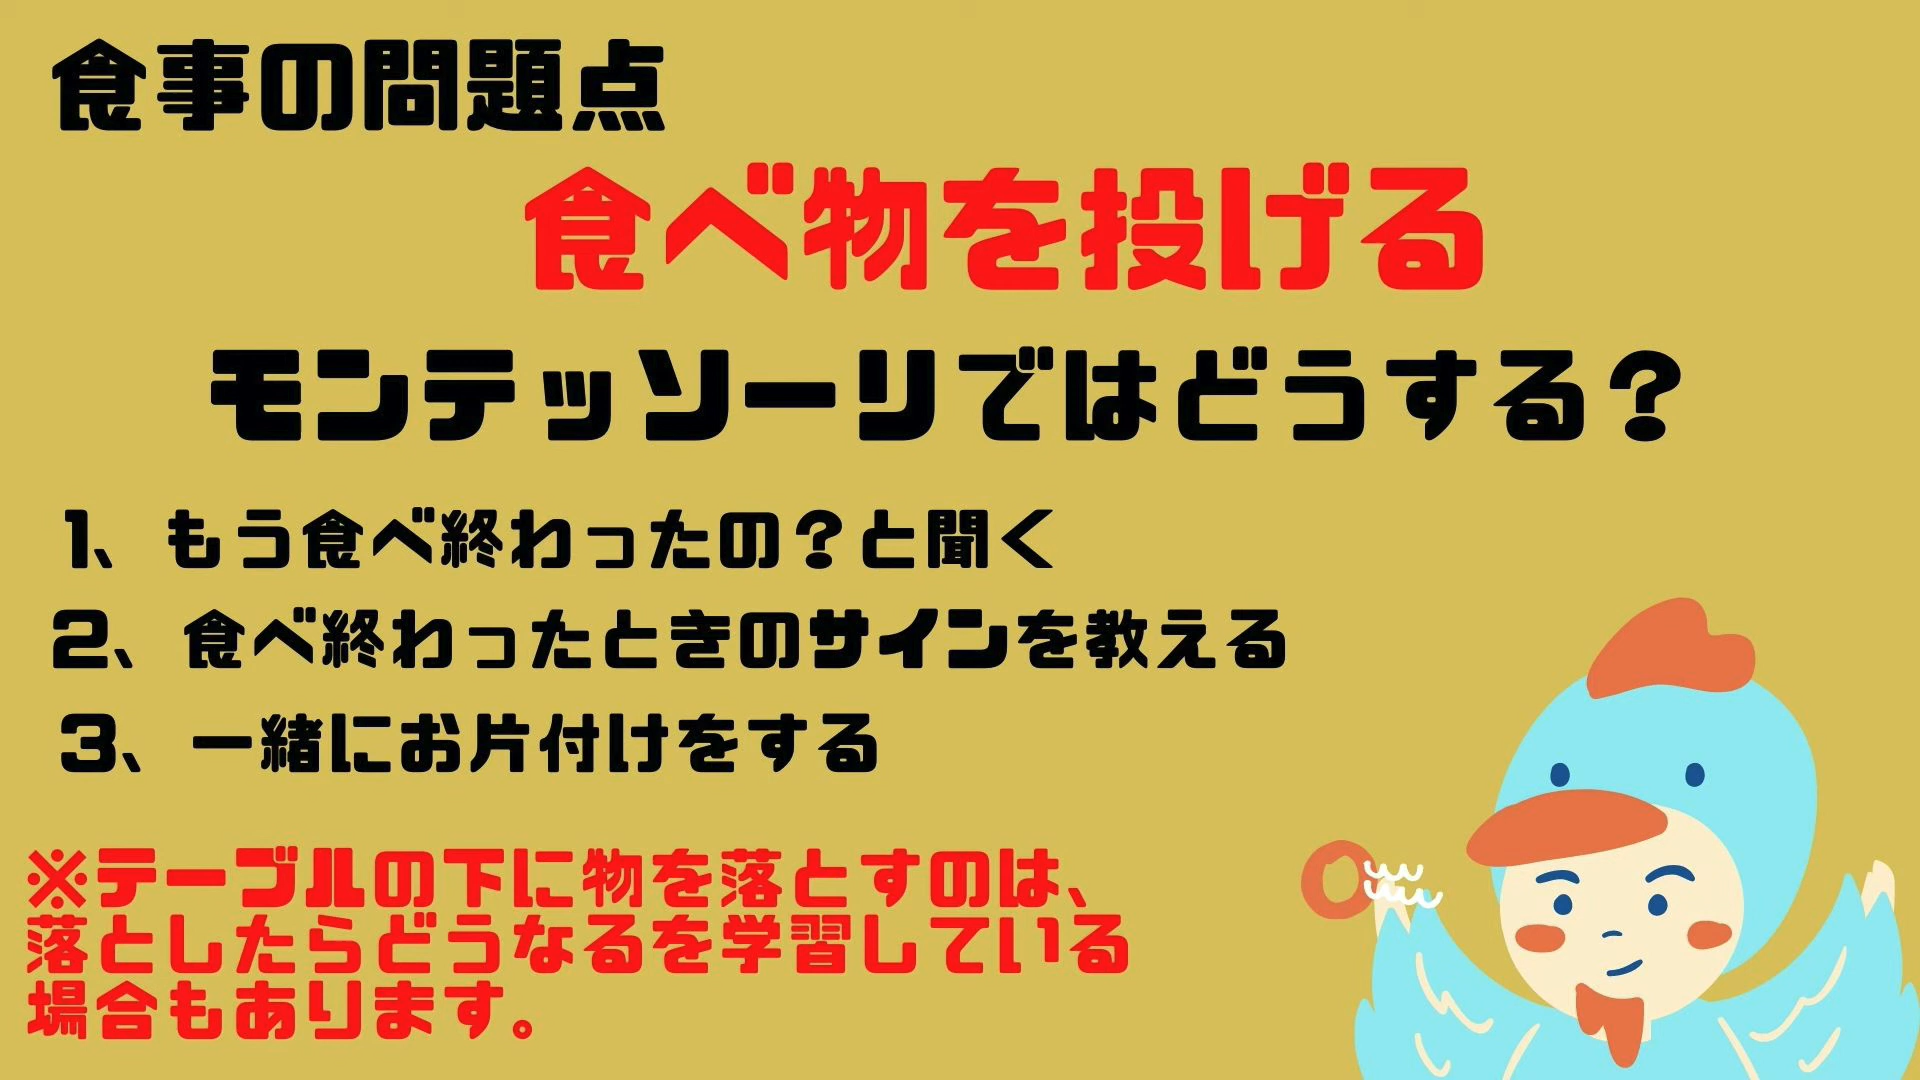 食事の問題点
食べ物を投げる
モンテッソーリではどうする？
1、もう食べ終わったの？と聞く
2、食べ終わったときのサインを教える
3、一緒にお片付けをする
※テーブルの下に物を落とすのは、
落としたらどうなるを学習している
場合もあります。